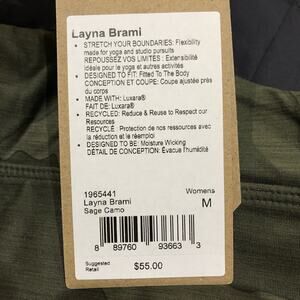 Layna Brami
• STRETCH YOUR BOUNDARIES: Flexibility
made for yoga and studio pursuits
REPOUSSEZ VOS LIMITES : Extensibilité
idéale pour le yoga et autres activités
• DESIGNED TO FIT: Fitted To The Body
CONCEPTION ET COUPE : Coupe ajustée près
du corps
• MADE WITH: Luxara®
FAIT DE: Luxara®
• RECYCLED: Reduce & Reuse to Respect our
Resources
RECYCLÉ : Protection de nos ressources avec
la réduction et le réemploi
• DESIGNED TO BE: Moisture Wicking
DÉTAIL DE CONCEPTION: Évacue l'humidité
1965441 Womens
Layna Brami M
Sage Camo
8 89760 93663 3
Suggested
Retail $55.00